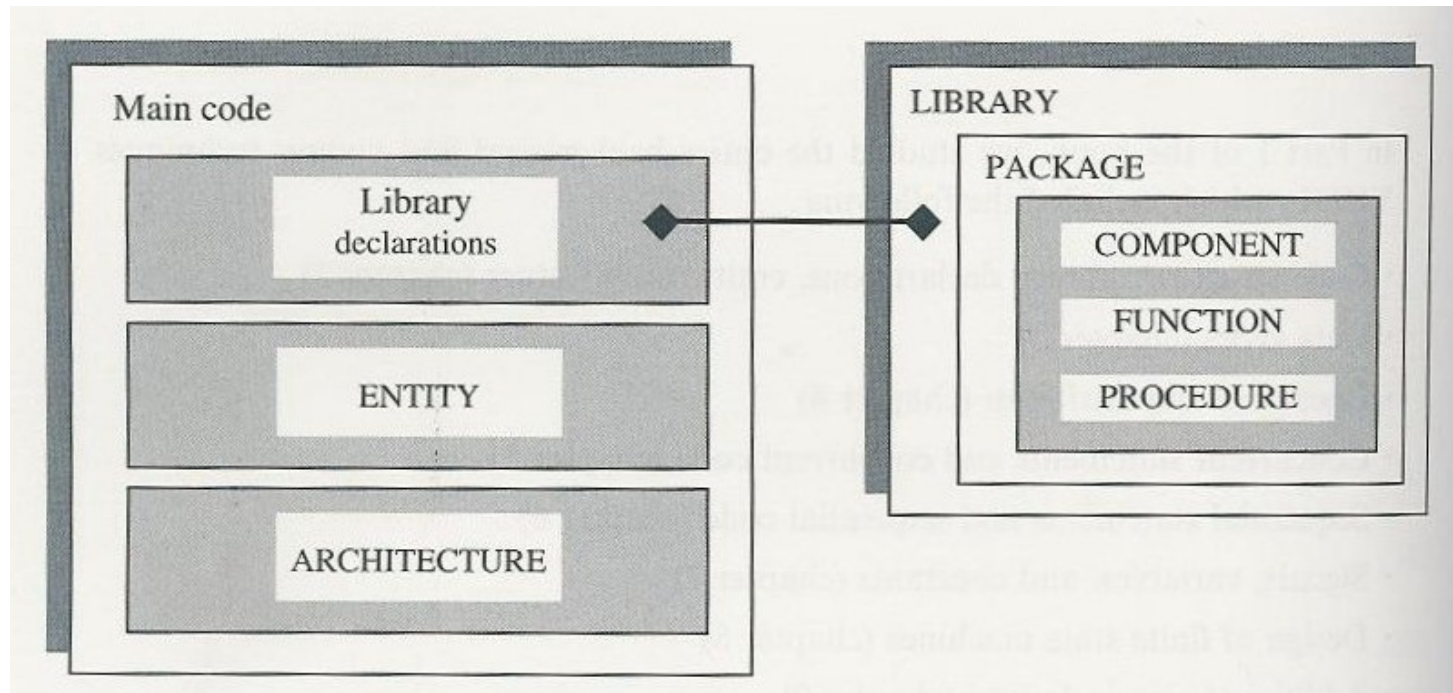 Main code
Library
declarations
ENTITY
ARCHITECTURE
LIBRARY
PACKAGE
COMPONENT
FUNCTION
PROCEDURE